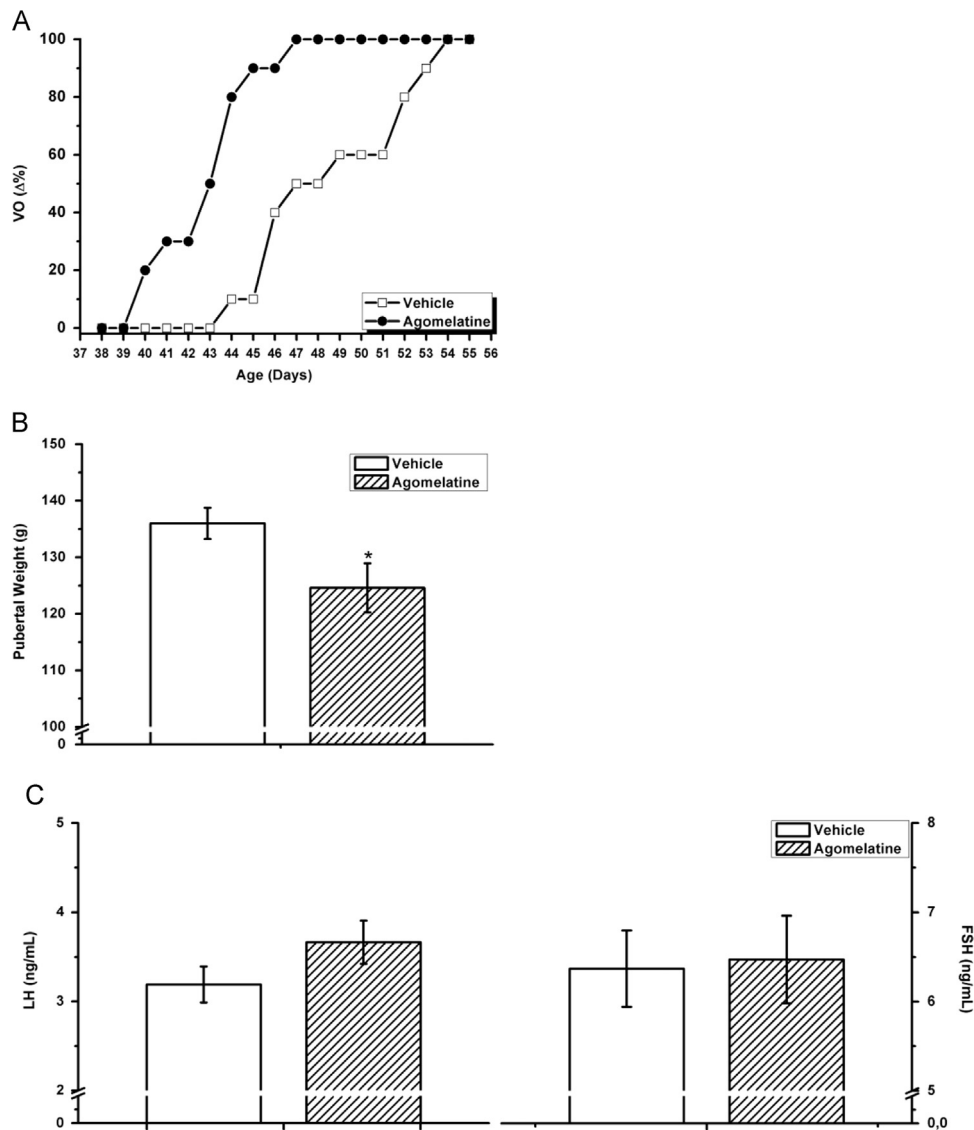 A
VO (Δ%)
100
80
60
40
20
0
Vehicle
Agomelatine
37 38 39 40 41 42 43 44 45 46 47 48 49 50 51 52 53 54 55 56
Age (Days)
B
Pubertal Weight (g)
150
140
130
120
110
100
0
Vehicle
Agomelatine
*
C
LH (ng/mL)
5
4
3
2
0
Vehicle
Agomelatine
8
7
6
5
0,0
FSH (ng/mL)